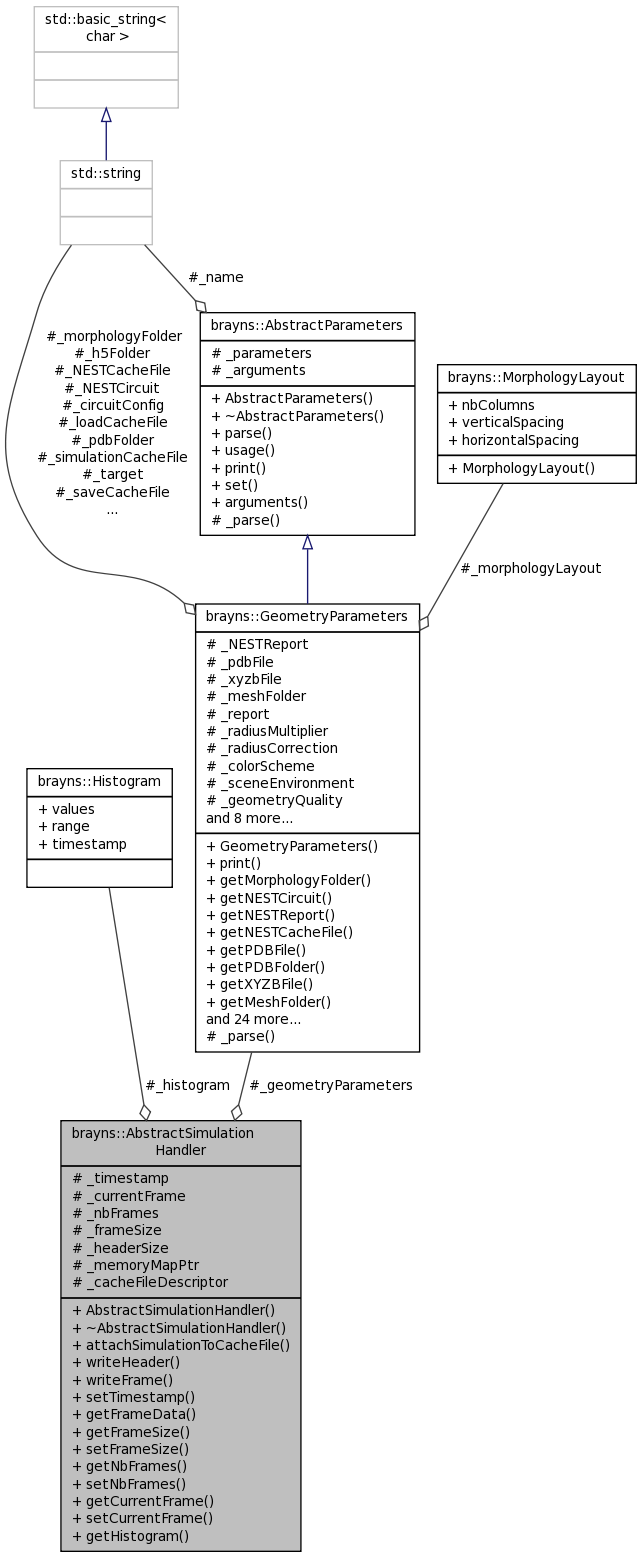 std::basic_string<
char >
std::string
#_name
#_morphologyFolder
#_h5Folder
#_NESTCacheFile
#_NESTCircuit
#_circuitConfig
#_loadCacheFile
#_pdbFolder
#_simulationCacheFile
#_target
#_saveCacheFile
...
brayns::AbstractParameters
# _parameters
# _arguments
+ AbstractParameters()
+ ~AbstractParameters()
+ parse()
+ usage()
+ print()
+ set()
+ arguments()
# _parse()
brayns::MorphologyLayout
+ nbColumns
+ verticalSpacing
+ horizontalSpacing
+ MorphologyLayout()
#_morphologyLayout
brayns::GeometryParameters
# _NESTReport
# _pdbFile
# _xyzbFile
# _meshFolder
# _report
# _radiusMultiplier
# _radiusCorrection
# _colorScheme
# _sceneEnvironment
# _geometryQuality
and 8 more...
+ GeometryParameters()
+ print()
+ getMorphologyFolder()
+ getNESTCircuit()
+ getNESTReport()
+ getNESTCacheFile()
+ getPDBFile()
+ getPDBFolder()
+ getXYZBFile()
+ getMeshFolder()
and 24 more...
# _parse()
brayns::Histogram
+ values
+ range
+ timestamp
#_histogram
#_geometryParameters
brayns::AbstractSimulation
Handler
# _timestamp
# _currentFrame
# _nbFrames
# _frameSize
# _headerSize
# _memoryMapPtr
# _cacheFileDescriptor
+ AbstractSimulationHandler()
+ ~AbstractSimulationHandler()
+ attachSimulationToCacheFile()
+ writeHeader()
+ writeFrame()
+ setTimestamp()
+ getFrameData()
+ getFrameSize()
+ setFrameSize()
+ getNbFrames()
+ setNbFrames()
+ getCurrentFrame()
+ setCurrentFrame()
+ getHistogram()